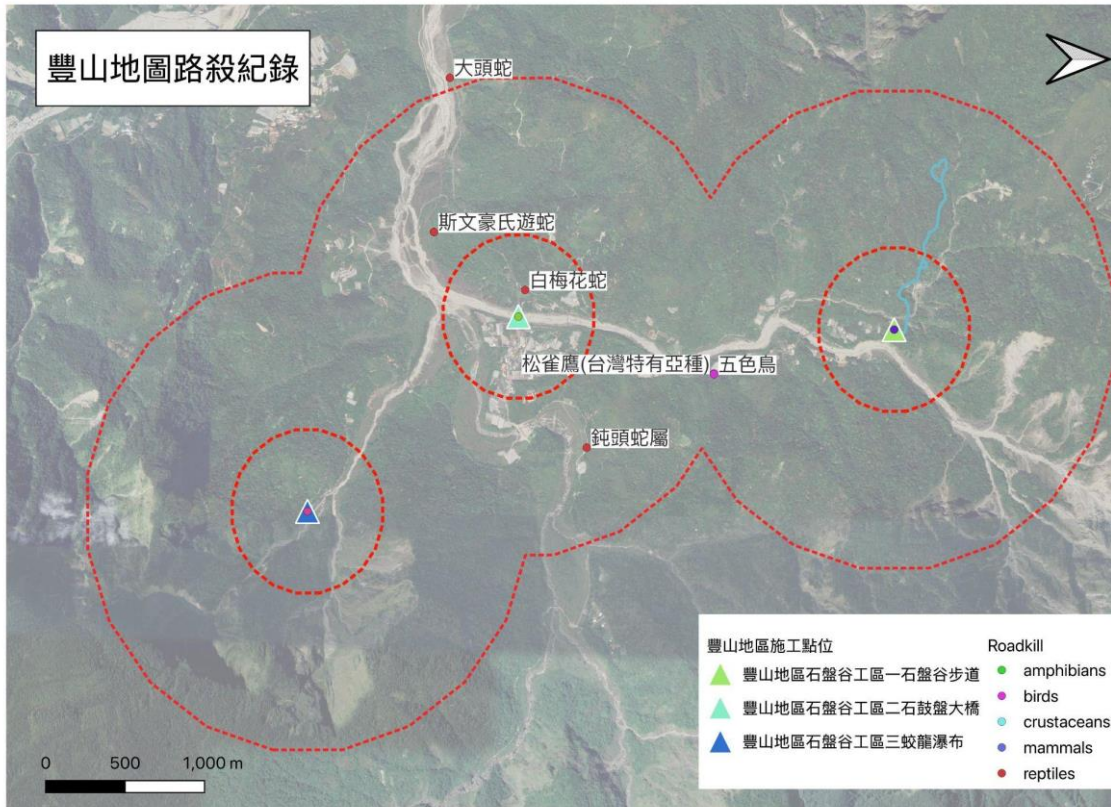 豐山地圖路殺紀錄
大頭蛇
斯文豪氏遊蛇
白梅花蛇
松雀鷹(台灣特有亞種)
五色鳥
鈍頭蛇屬
豐山地區施工點位
豐山地區石盤谷工區一石盤谷步道
豐山地區石盤谷工區二石鼓盤大橋
豐山地區石盤谷工區三蛟龍瀑布
Roadkill
amphibians
birds
crustaceans
mammals
reptiles
0 500 1,000 m